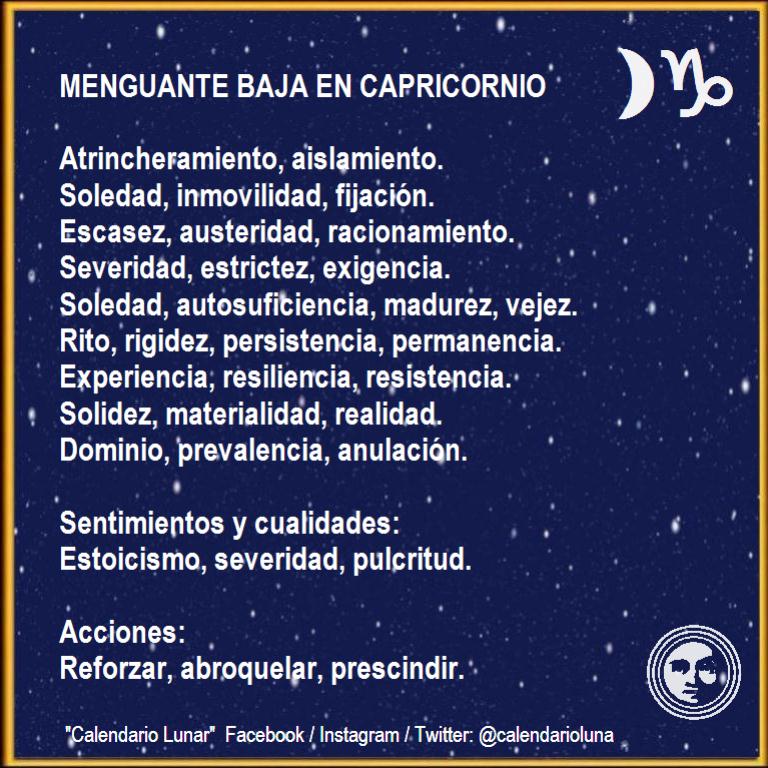 MENGUANTE BAJA EN CAPRICORNIO
Atrincheramiento, aislamiento.
Soledad, inmovilidad, fijación.
Escasez, austeridad, racionamiento.
Severidad, estrictez, exigencia.
Soledad, autosuficiencia, madurez, vejez.
Rito, rigidez, persistencia, permanencia.
Experiencia, resiliencia, resistencia.
Solidez, materialidad, realidad.
Dominio, prevalencia, anulación.
Sentimientos y cualidades:
Estoicismo, severidad, pulcritud.
Acciones:
Reforzar, abroquelar, prescindir.
"Calendario Lunar" Facebook / Instagram / Twitter: @calendarioluna